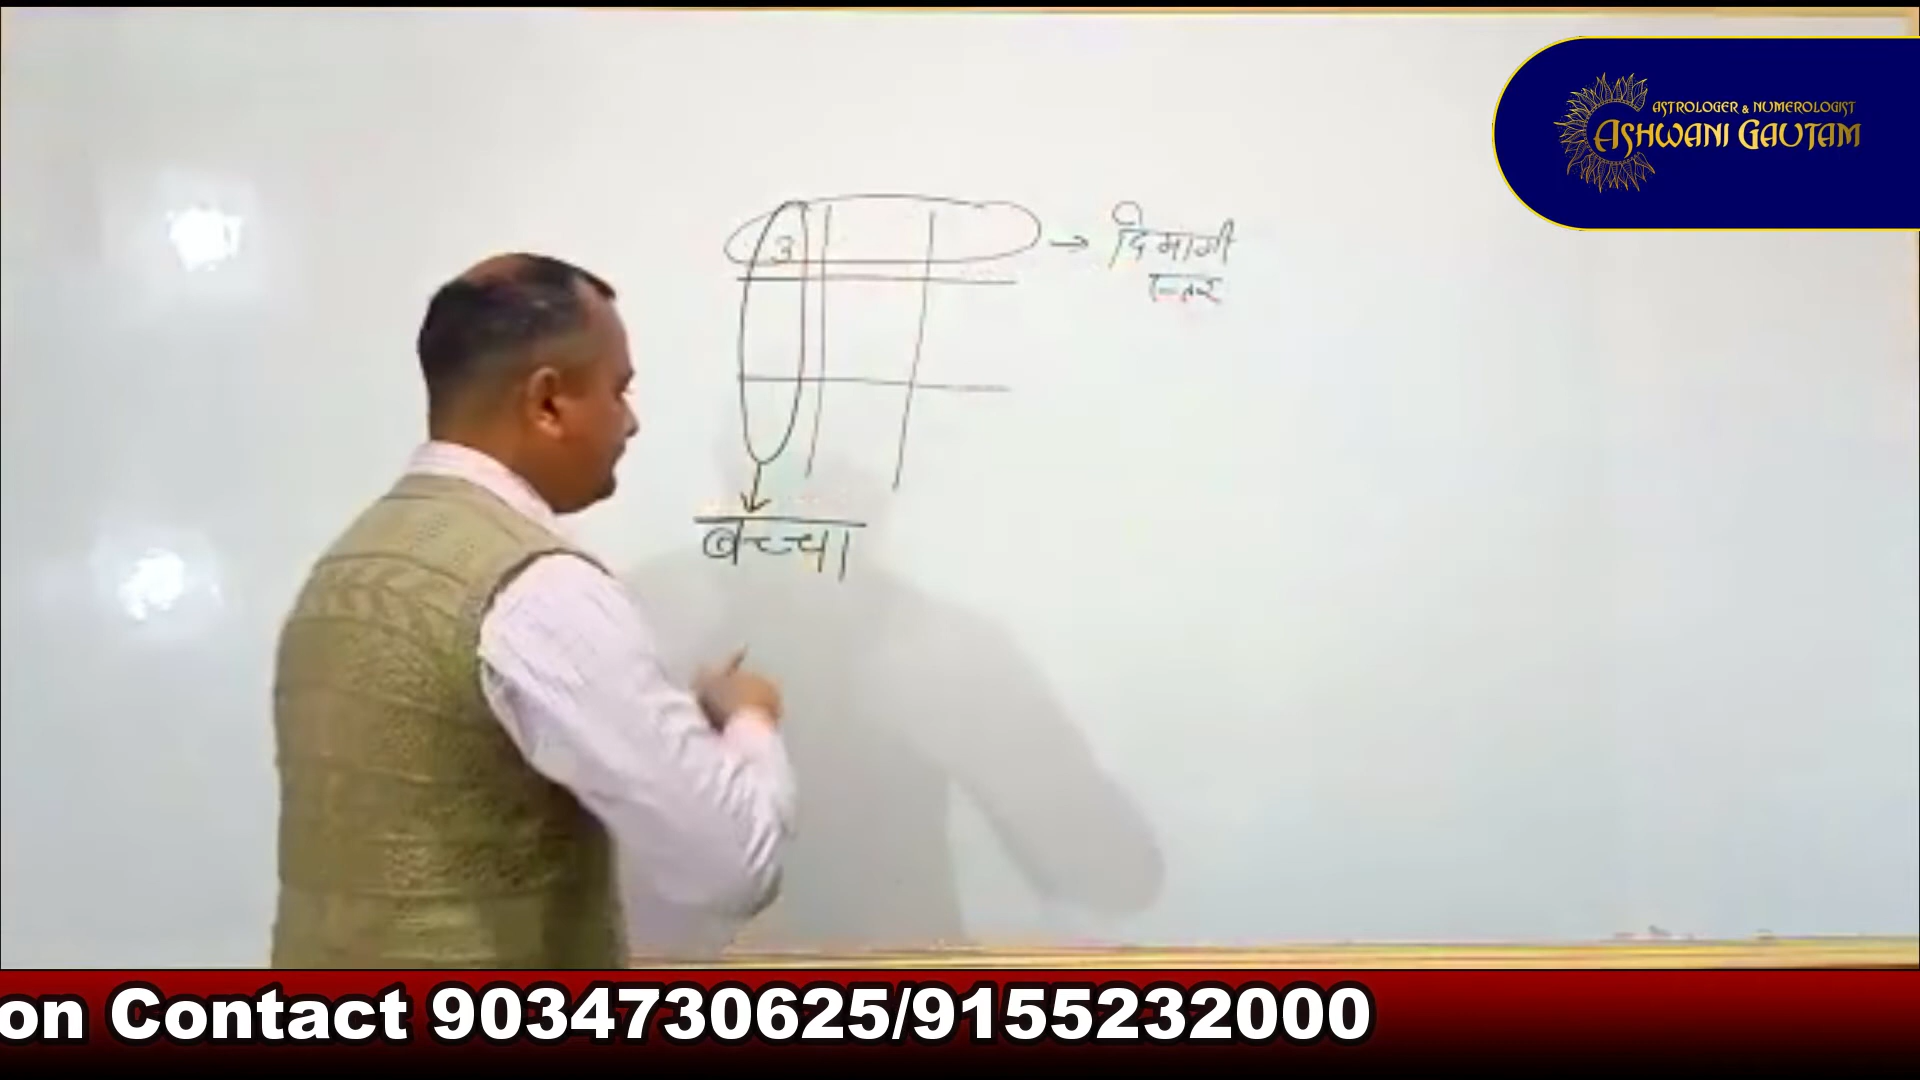 ASTROLOGER & NUMEROLOGIST
ASHWANI GAUTAM
3
दिमागी
स्तर
बच्चा
on Contact 9034730625/9155232000